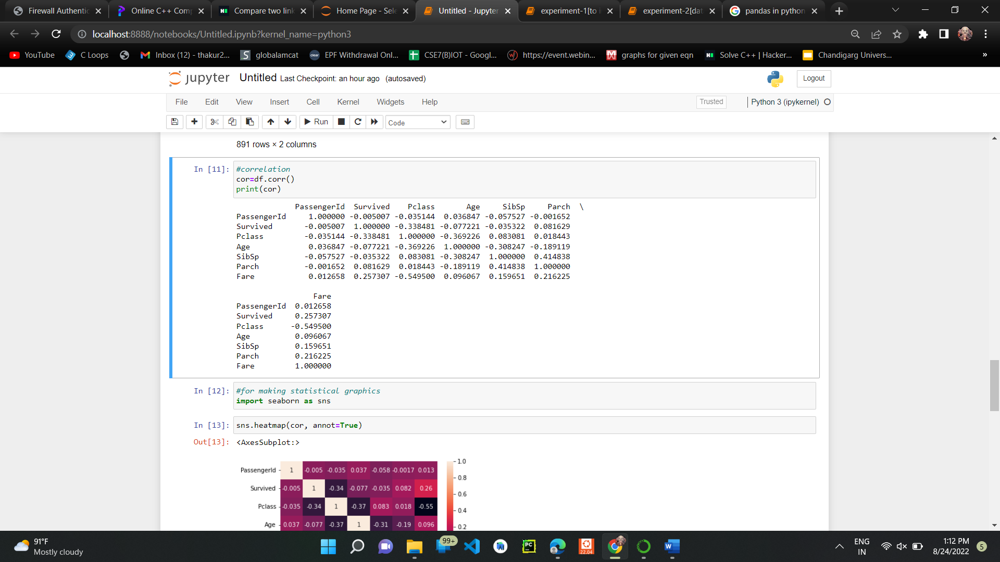 Firewall Authentic
Online C++ Comp
Compare two link
Home Page - Sele
Untitled - Jupyter
experiment-1[to i
experiment-2[dat
pandas in python
localhost:8888/notebooks/Untitled.ipynb?kernel_name=python3
YouTube
C Loops
Inbox (12) - thakur2...
globalamcat
clear
EPF Withdrawal Onl...
CSE7(B)IOT - Googl...
https://event.webin...
graphs for given eqn
Solve C++ | Hacker...
Chandigarg Univers...
»
jupyter Untitled Last Checkpoint: an hour ago (autosaved)
Logout
File Edit View Insert Cell Kernel Widgets Help
Trusted
Python 3 (ipykernel)
Run
Code
891 rows × 2 columns
In [11]: #correlation
cor=df.corr()
print(cor)
PassengerId Survived Pclass Age SibSp Parch \
PassengerId 1.000000 -0.005007 -0.035144 0.036847 -0.057527 -0.001652
Survived -0.005007 1.000000 -0.338481 -0.077221 -0.035322 0.081629
Pclass -0.035144 -0.338481 1.000000 -0.369226 0.083081 0.018443
Age 0.036847 -0.077221 -0.369226 1.000000 -0.308247 -0.189119
SibSp -0.057527 -0.035322 0.083081 -0.308247 1.000000 0.414838
Parch -0.001652 0.081629 0.018443 -0.189119 0.414838 1.000000
Fare 0.012658 0.257307 -0.549500 0.096067 0.159651 0.216225
Fare
PassengerId 0.012658
Survived 0.257307
Pclass -0.549500
Age 0.096067
SibSp 0.159651
Parch 0.216225
Fare 1.000000
In [12]: #for making statistical graphics
import seaborn as sns
In [13]: sns.heatmap(cor, annot=True)
Out[13]: <AxesSubplot:>
PassengerId 1 -0.005 -0.035 0.037 -0.058 -0.0017 0.013
Survived -0.005 1 -0.34 -0.077 -0.035 0.082 0.26
Pclass -0.035 -0.34 1 -0.37 0.083 0.018 -0.55
Age 0.037 -0.077 -0.37 1 -0.31 -0.19 0.096
1.0
0.8
0.6
0.4
0.2
91°F
Mostly cloudy
99+
PC
22.04
W
ENG
IN
1:12 PM
8/24/2022
5